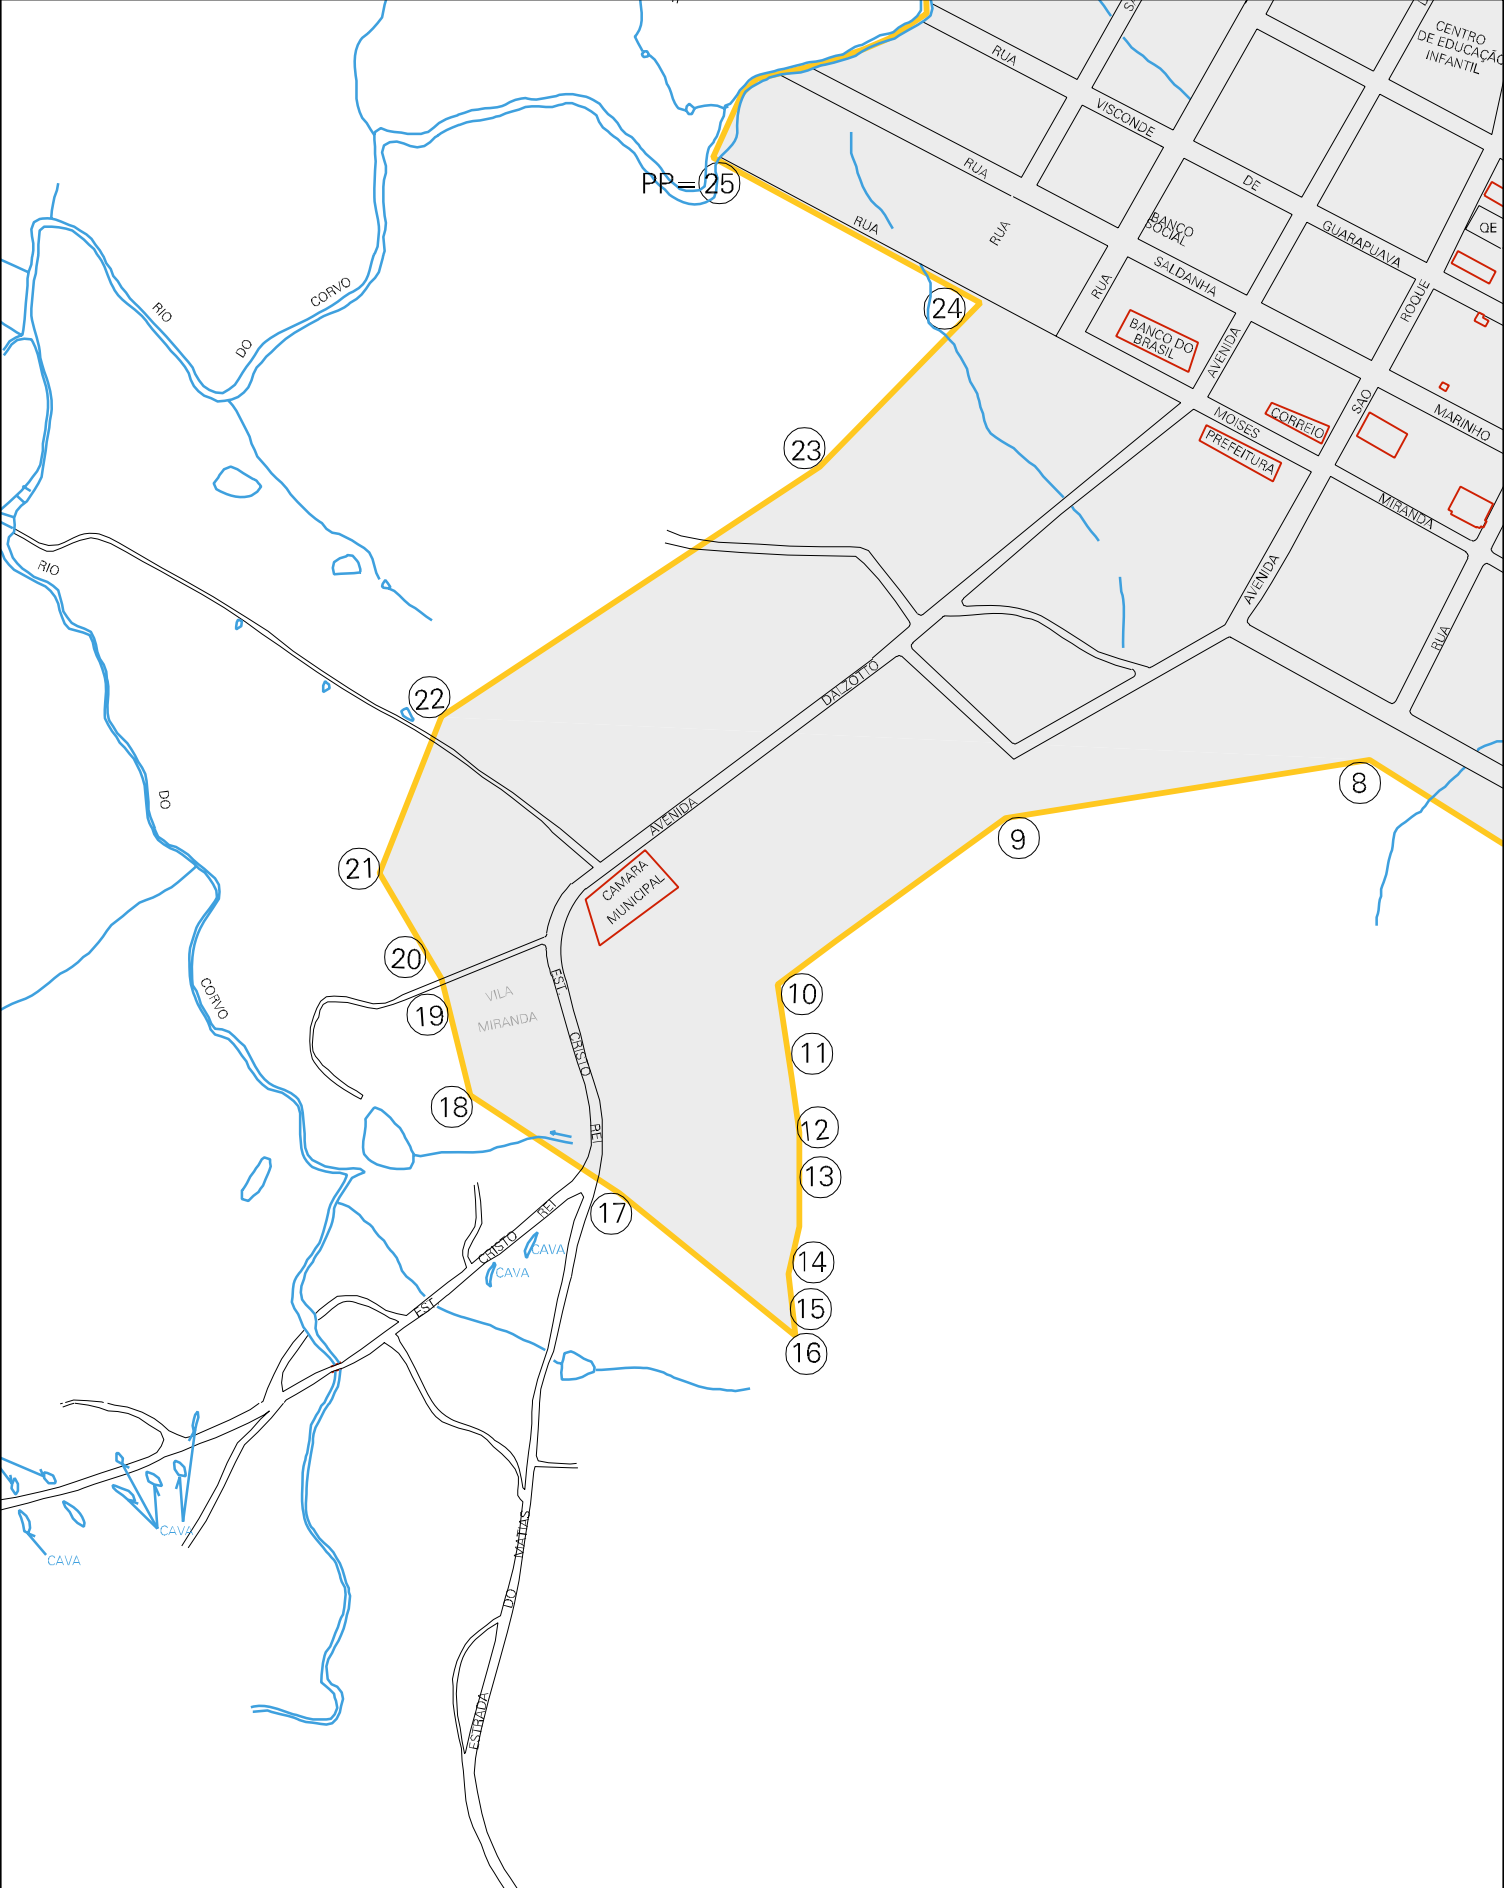 CENTRO
DE EDUCAÇÃO
INFANTIL
RUA
VISCONDE
DE
GUARAPUAVA
RUA
PP=25
RUA
RUA
BANCO
SOCIAL
QE
SALDANHA
RUA
ROQUE
24
BANCO DO
BRASIL
AVENIDA
RIO
DO
CORVO
SAO
MARINHO
MOISES
CORREIO
PREFEITURA
23
MIRANDA
RIO
AVENIDA
RUA
22
DALZOTTO
8
DO
AVENIDA
9
21
CAMARA
MUNICIPAL
20
EST.
10
CORVO
VILA
MIRANDA
19
CRISTO
11
18
REI
12
13
17
REI
CRISTO
CAVA
CAVA
14
EST.
15
16
CAVA
CAVA
MATIAS
DO
ESTRADA